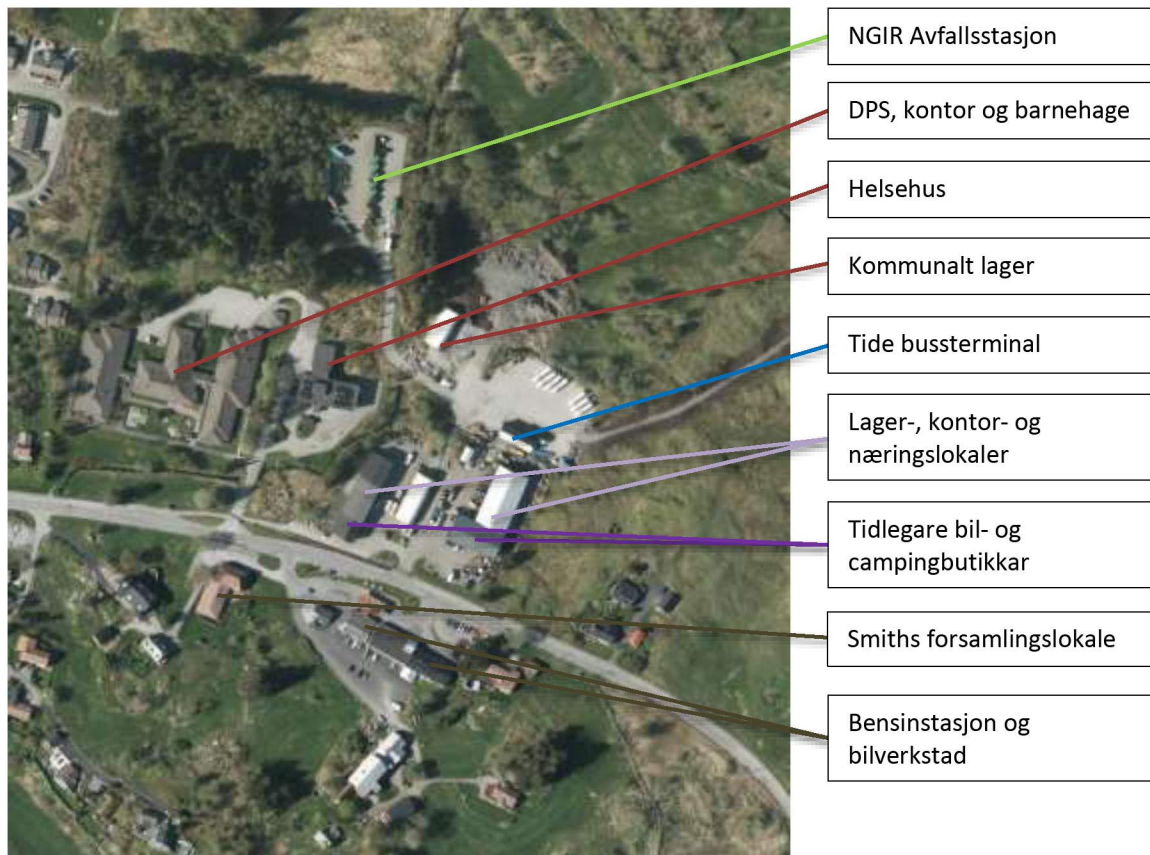 NGIR Avfallsstasjon
DPS, kontor og barnehage
Helsehus
Kommunalt lager
Tide bussterminal
Lager-, kontor- og
næringslokaler
Tidlegare bil- og
campingbutikkar
Smiths forsamlingslokale
Bensinstasjon og
bilverkstad